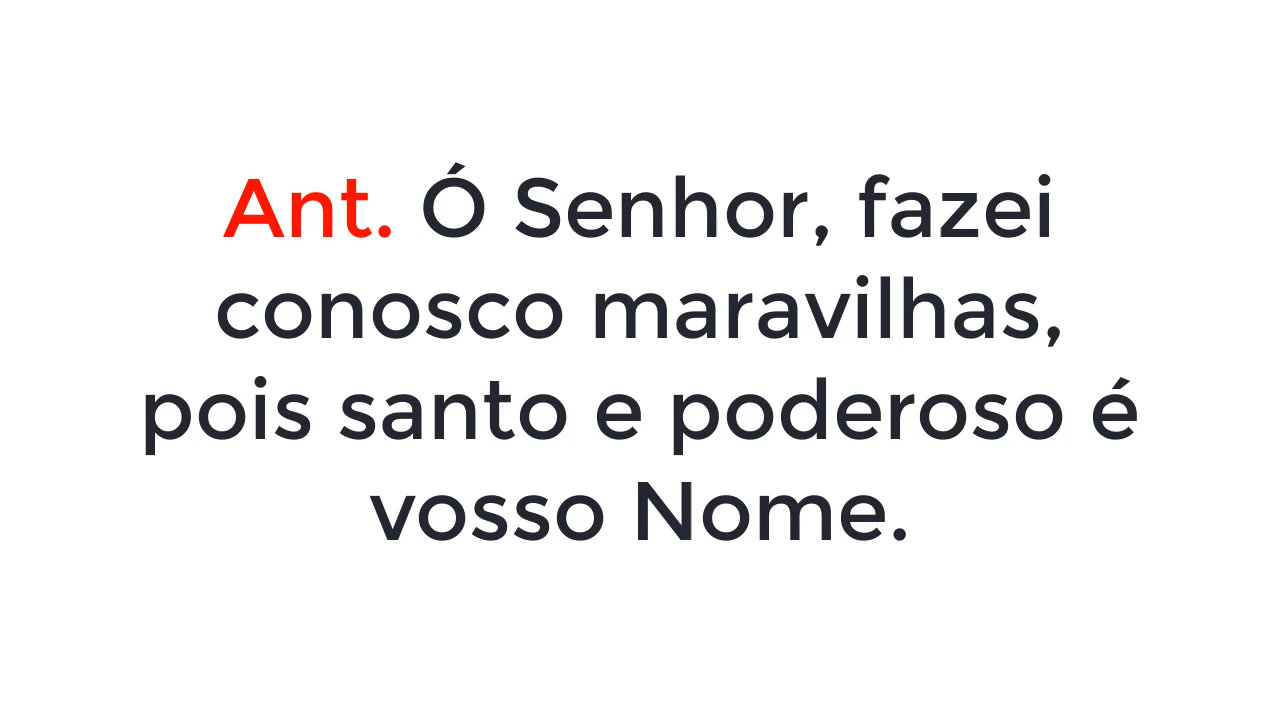 Ant. Ó Senhor, fazei
conosco maravilhas,
pois santo e poderoso é
vosso Nome.